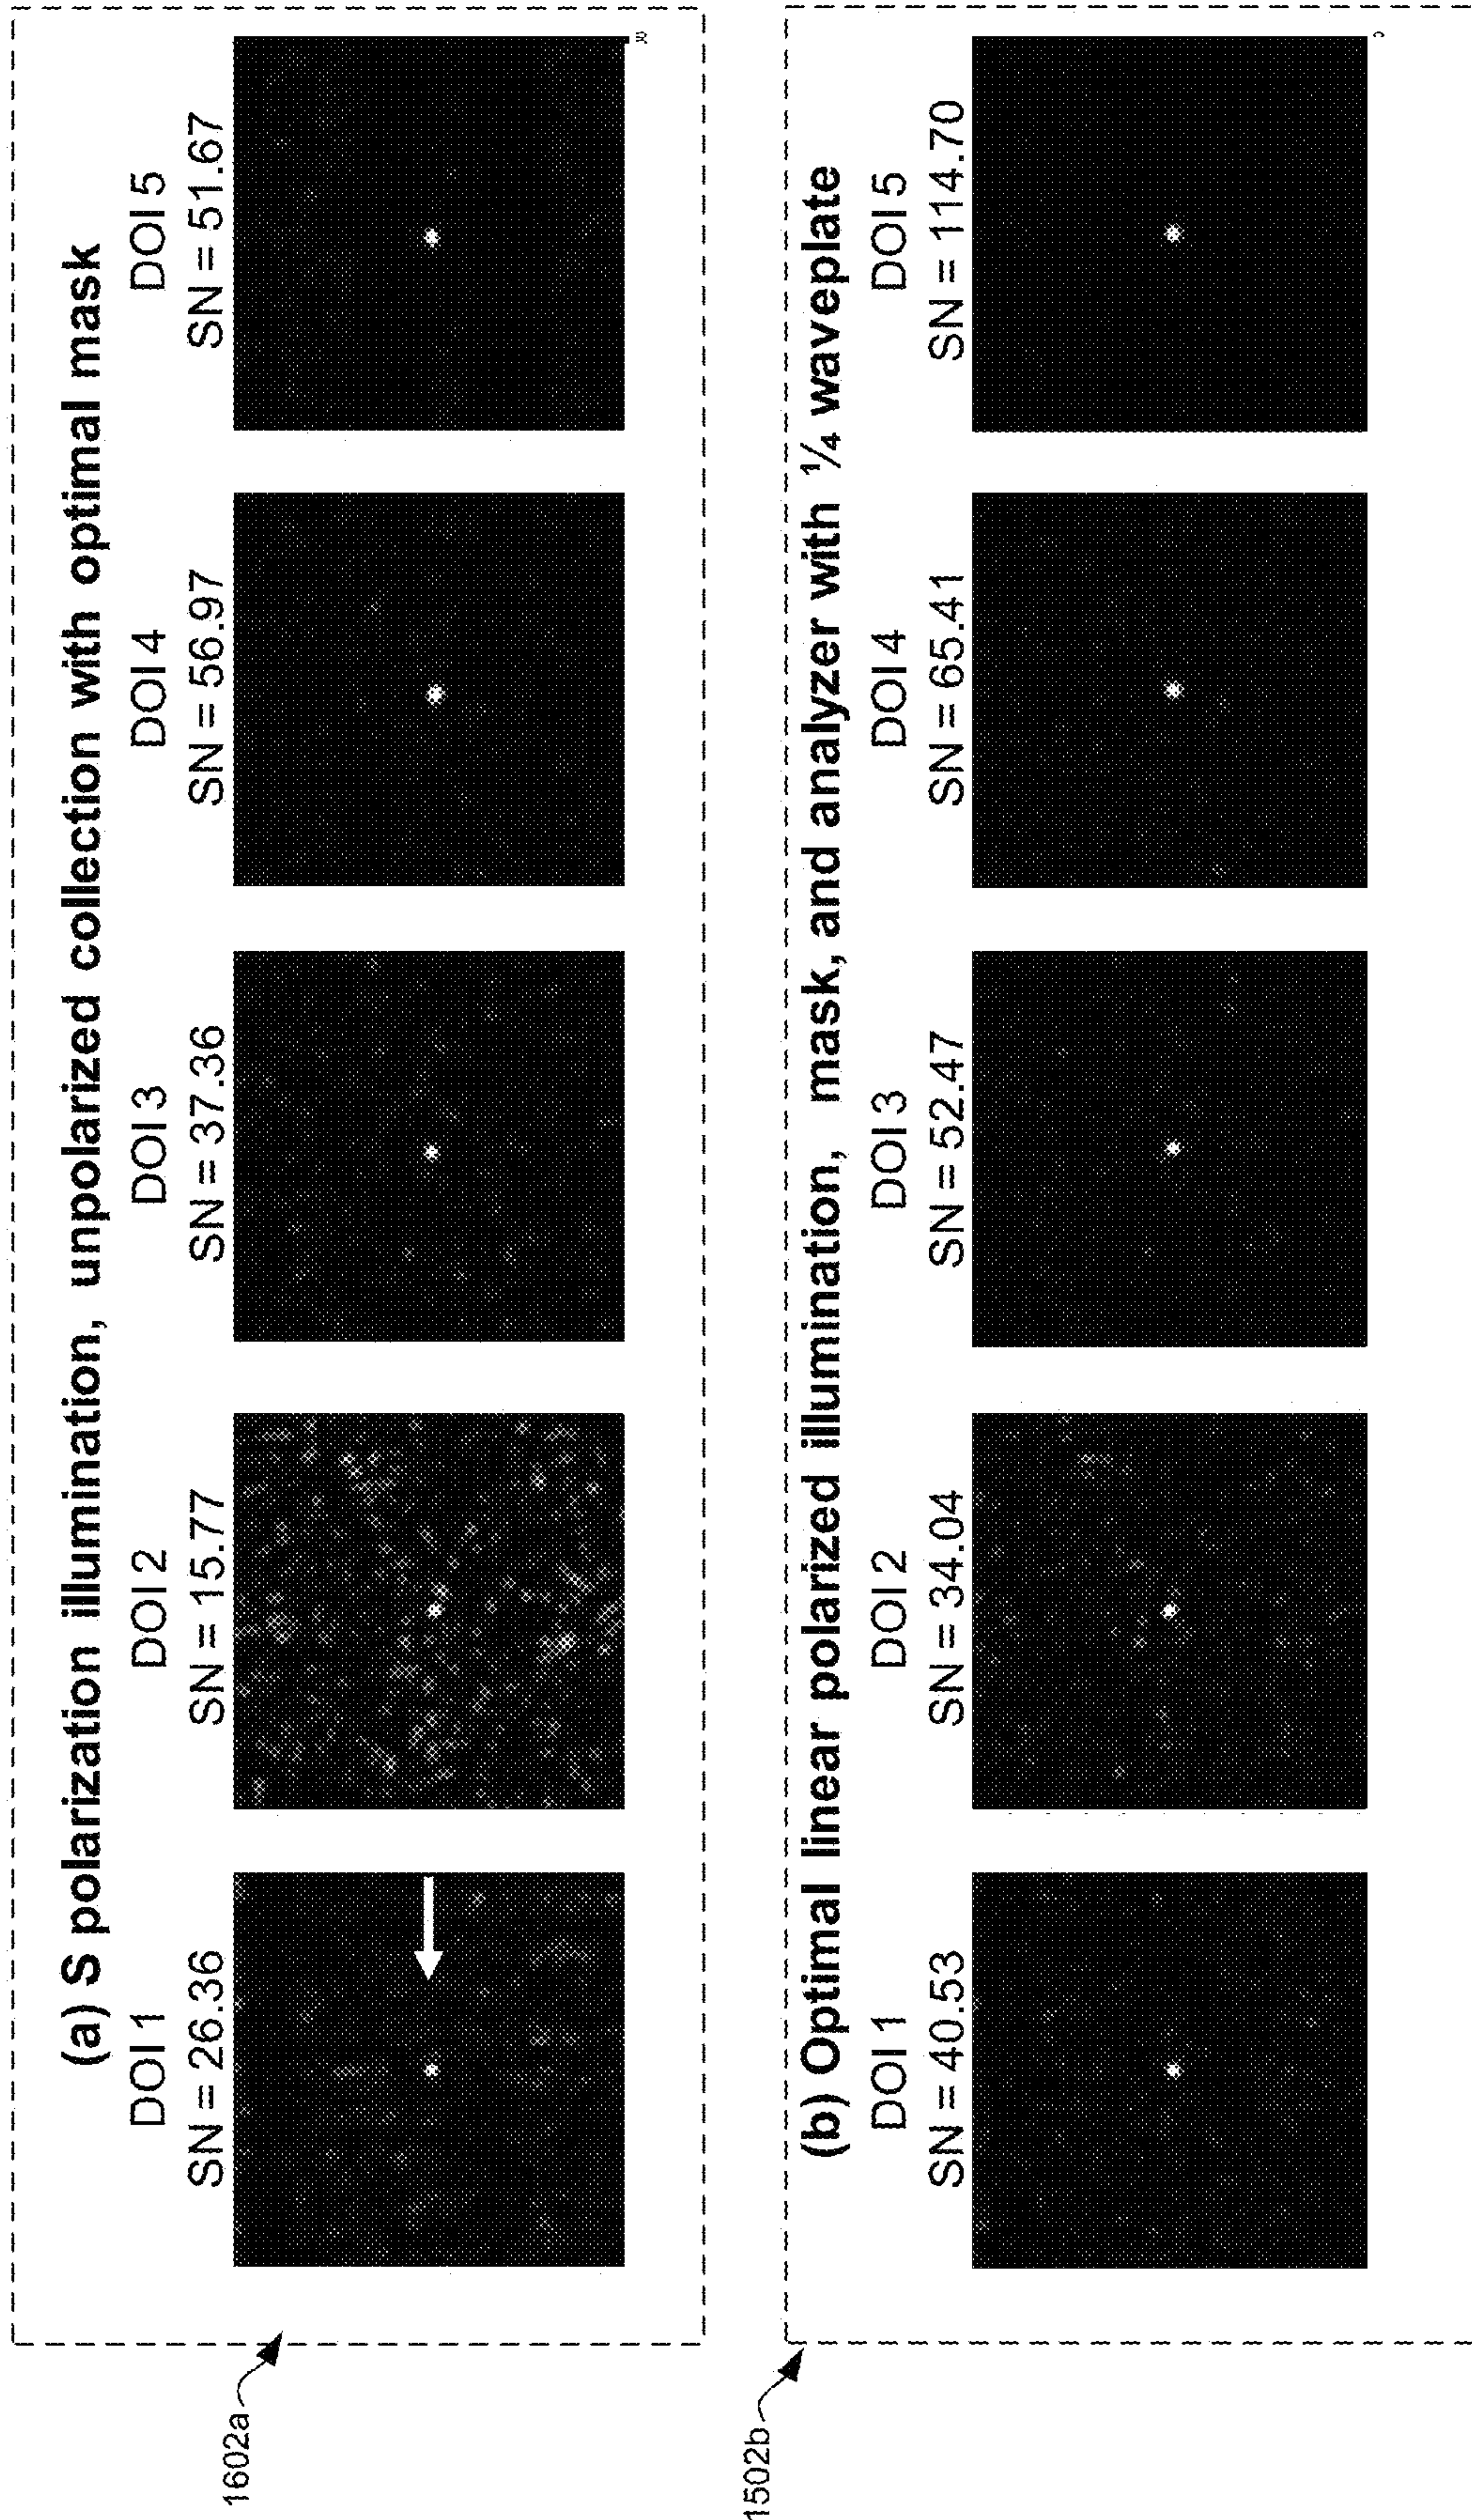 (a) S polarization illumination, unpolarized collection with optimal mask
DOI 1
SN = 26.36
DOI 2
SN = 15.77
DOI 3
SN = 37.36
DOI 4
SN = 56.97
DOI 5
SN = 51.67
1602a
(b) Optimal linear polarized illumination, mask, and analyzer with ¼ waveplate
DOI 1
SN = 40.53
DOI 2
SN = 34.04
DOI 3
SN = 52.47
DOI 4
SN = 65.41
DOI 5
SN = 114.70
1502b